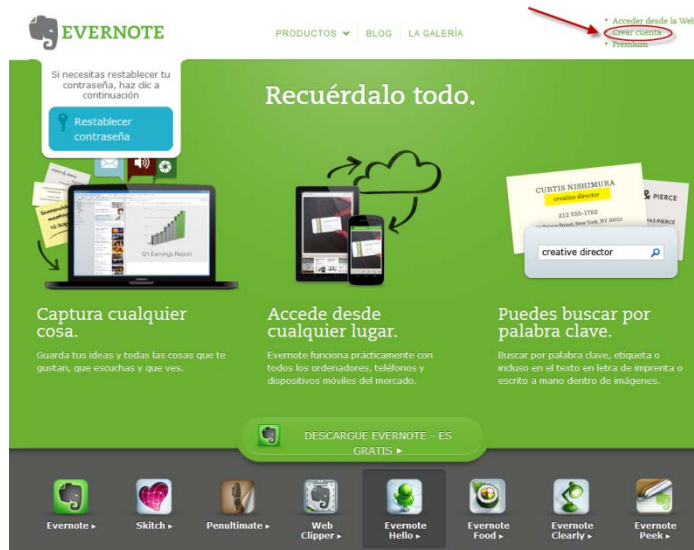 EVERNOTE
PRODUCTOS
BLOG
LA GALERÍA
Acceder desde la Web
Crear cuenta
Premium
Si necesitas restablecer tu
contraseña, haz clic a
continuación
Restablecer
contraseña
Recuérdalo todo.
Q1 Earnings Report
CURTIS NISHIMURA
creative director
212 555-1782
& PIERCE
creative director
Captura cualquier
cosa.
Guarda tus ideas y todas las cosas que te
gustan, que escuchas y que ves.
Accede desde
cualquier lugar.
Evernote funciona prácticamente con
todos los ordenadores, teléfonos y
dispositivos móviles del mercado.
Puedes buscar por
palabra clave.
Buscar por palabra clave, etiqueta o
incluso en el texto en letra de imprenta o
escrito a mano dentro de imágenes.
DESCARGUE EVERNOTE - ES
GRATIS ▸
Evernote ▸
Skitch ▸
Penultimate ▸
Web
Clipper ▸
Evernote
Hello ▸
Evernote
Food ▸
Evernote
Clearly ▸
Evernote
Peek ▸